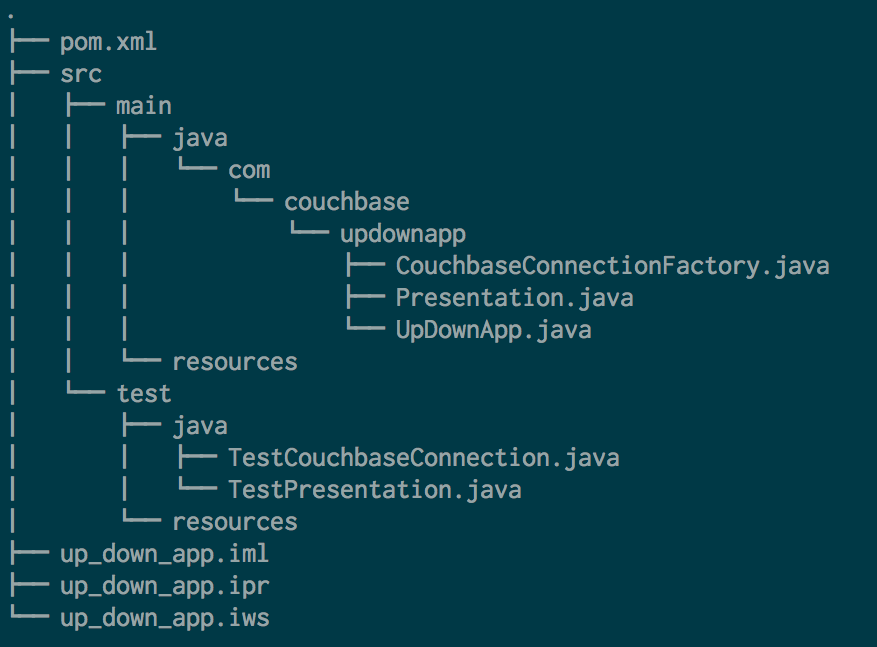 .
├── pom.xml
├── src
│   ├── main
│   │   ├── java
│   │   │   └── com
│   │   │       └── couchbase
│   │   │           └── updownapp
│   │   │               ├── CouchbaseConnectionFactory.java
│   │   │               ├── Presentation.java
│   │   │               └── UpDownApp.java
│   │   └── resources
│   └── test
│       ├── java
│       │   ├── TestCouchbaseConnection.java
│       │   └── TestPresentation.java
│       └── resources
├── up_down_app.iml
├── up_down_app.ipr
└── up_down_app.iws